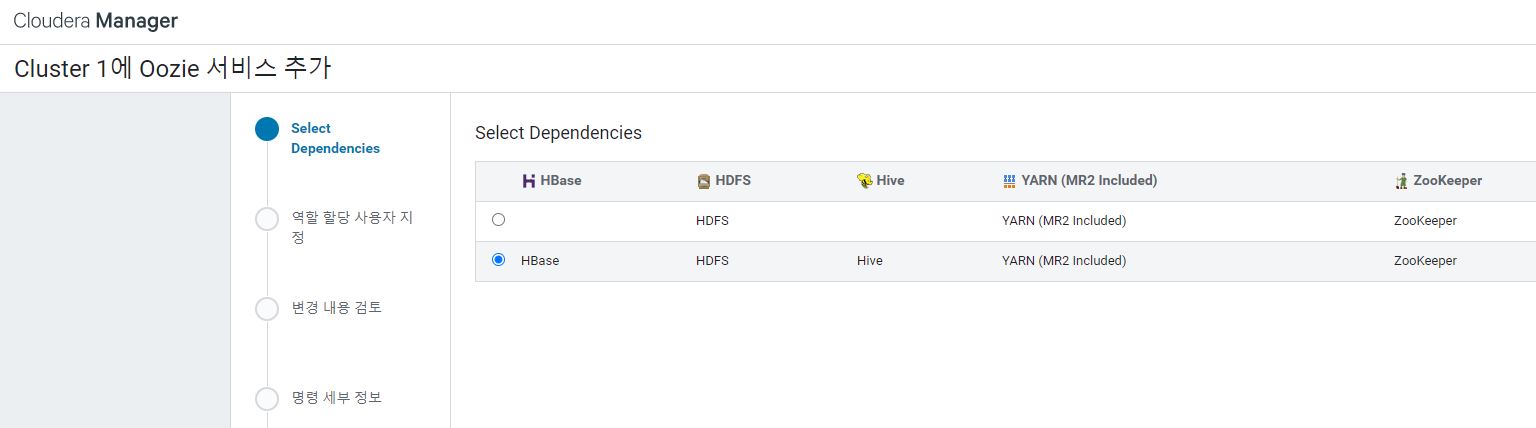 Cloudera Manager
Cluster 1에 Oozie 서비스 추가
Select
Dependencies
역할 할당 사용자 지
정
변경 내용 검토
명령 세부 정보
Select Dependencies
HBase HDFS Hive YARN (MR2 Included) ZooKeeper
HDFS YARN (MR2 Included) ZooKeeper
HBase HDFS Hive YARN (MR2 Included) ZooKeeper